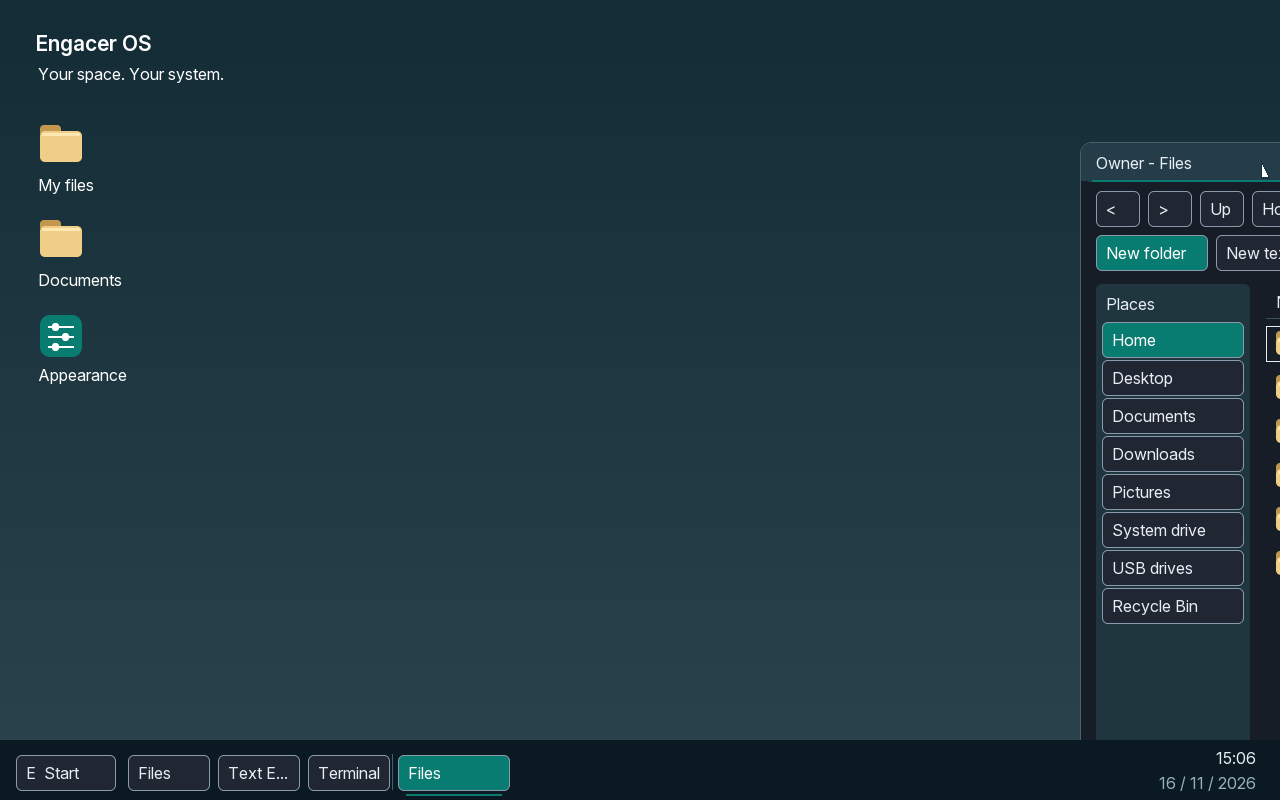 Engacer OS
Your space. Your system.
My files
Documents
Appearance
Owner - Files
< > Up
New folder New
Places
Home
Desktop
Documents
Downloads
Pictures
System drive
USB drives
Recycle Bin
E Start Files Text E... Terminal Files
15:06
16 / 11 / 2026